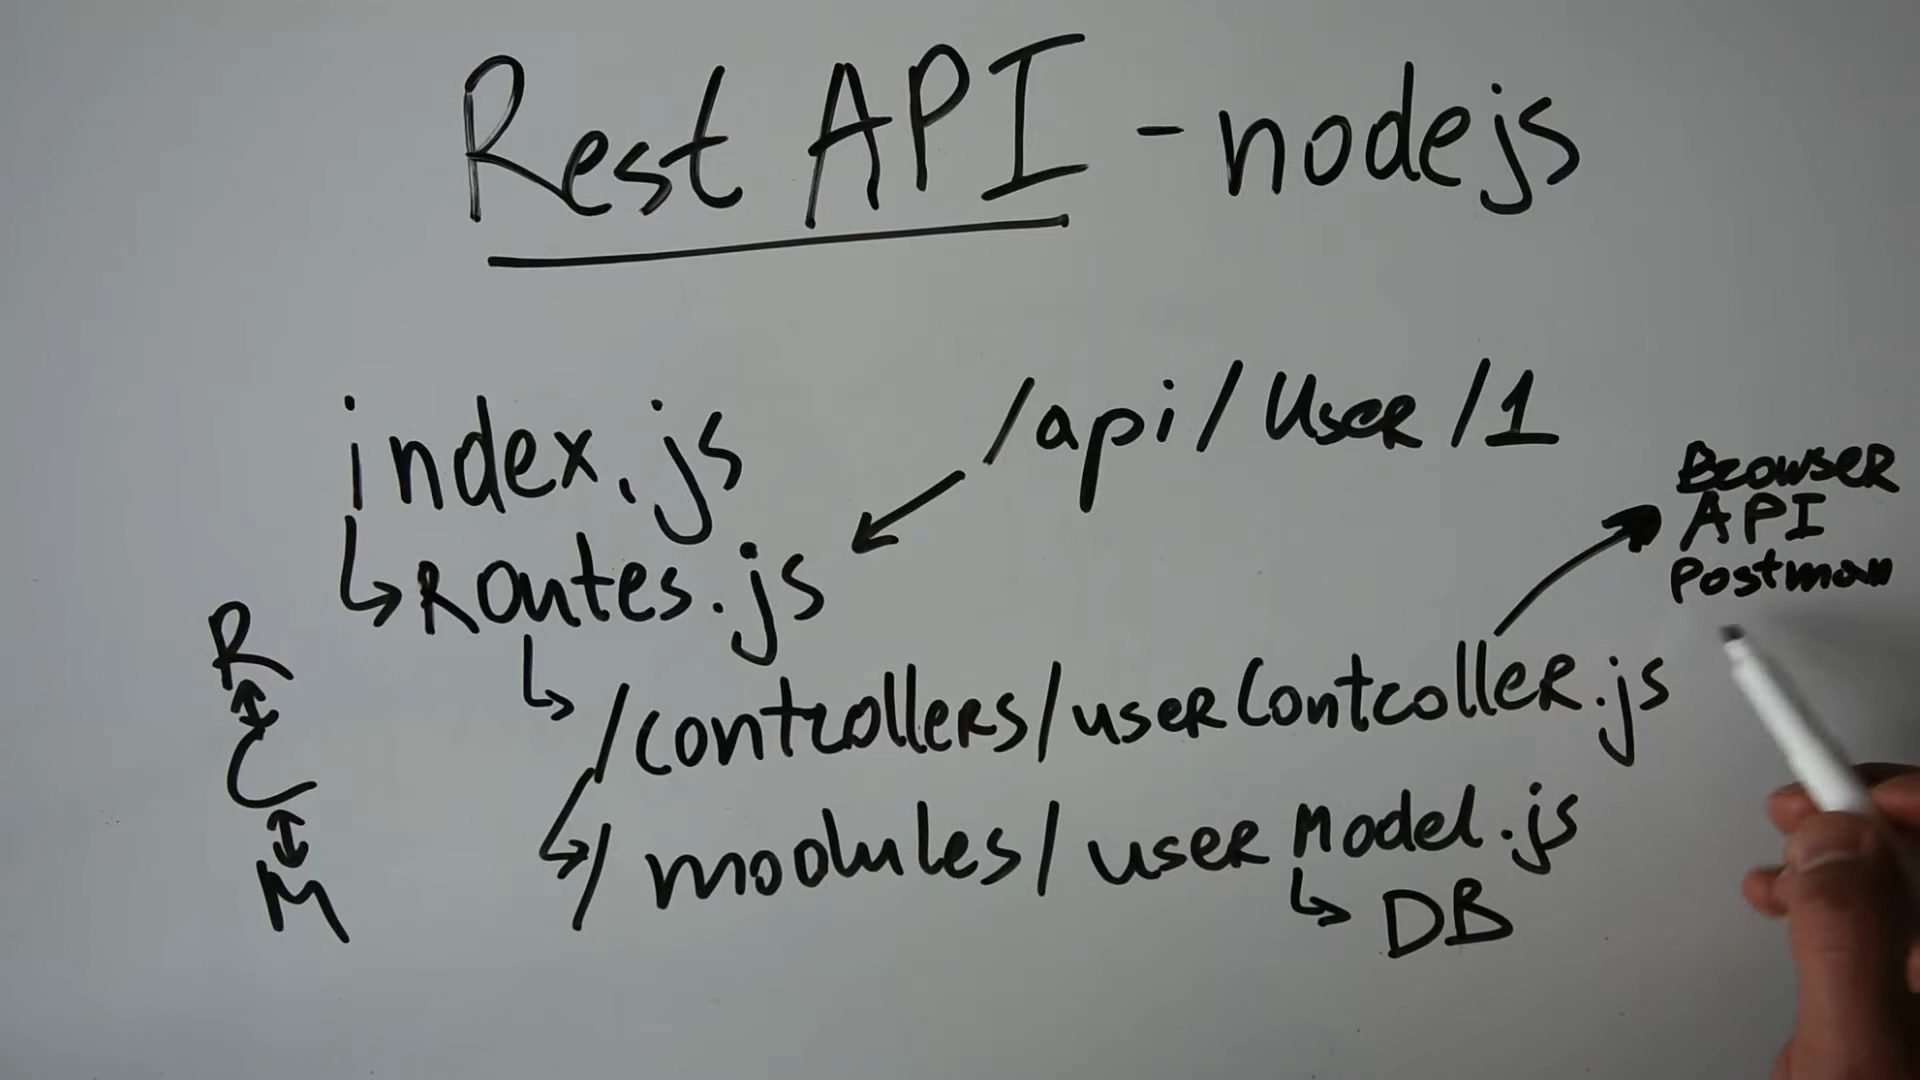 Rest API - nodejs
index.js
/api/User/1
Routes.js
Browser
API
Postman
/controllers/userController.js
/modules/userModel.js
DB
R
C
M